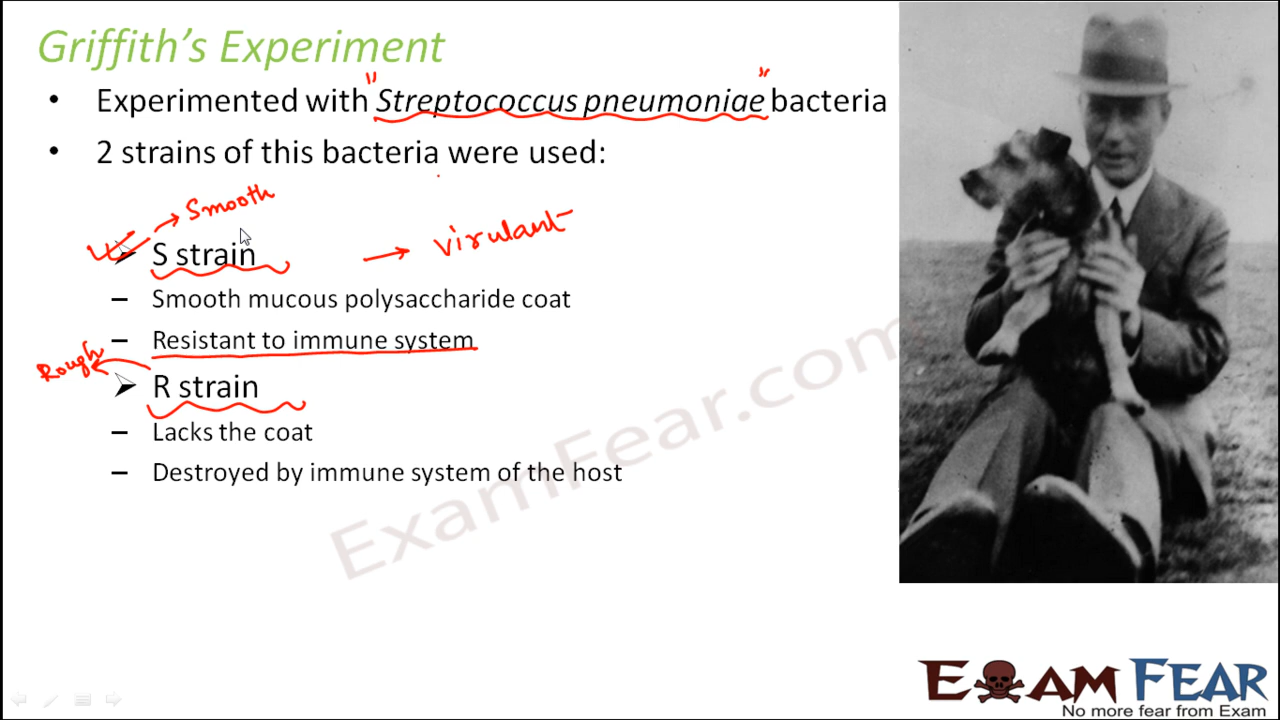 Griffith's Experiment
• Experimented with "Streptococcus pneumoniae" bacteria
• 2 strains of this bacteria were used:
Smooth
➢ S strain → virulant
– Smooth mucous polysaccharide coat
– Resistant to immune system
Rough
➢ R strain
– Lacks the coat
– Destroyed by immune system of the host
ExamFear.com
EXAM FEAR
No more fear from Exam